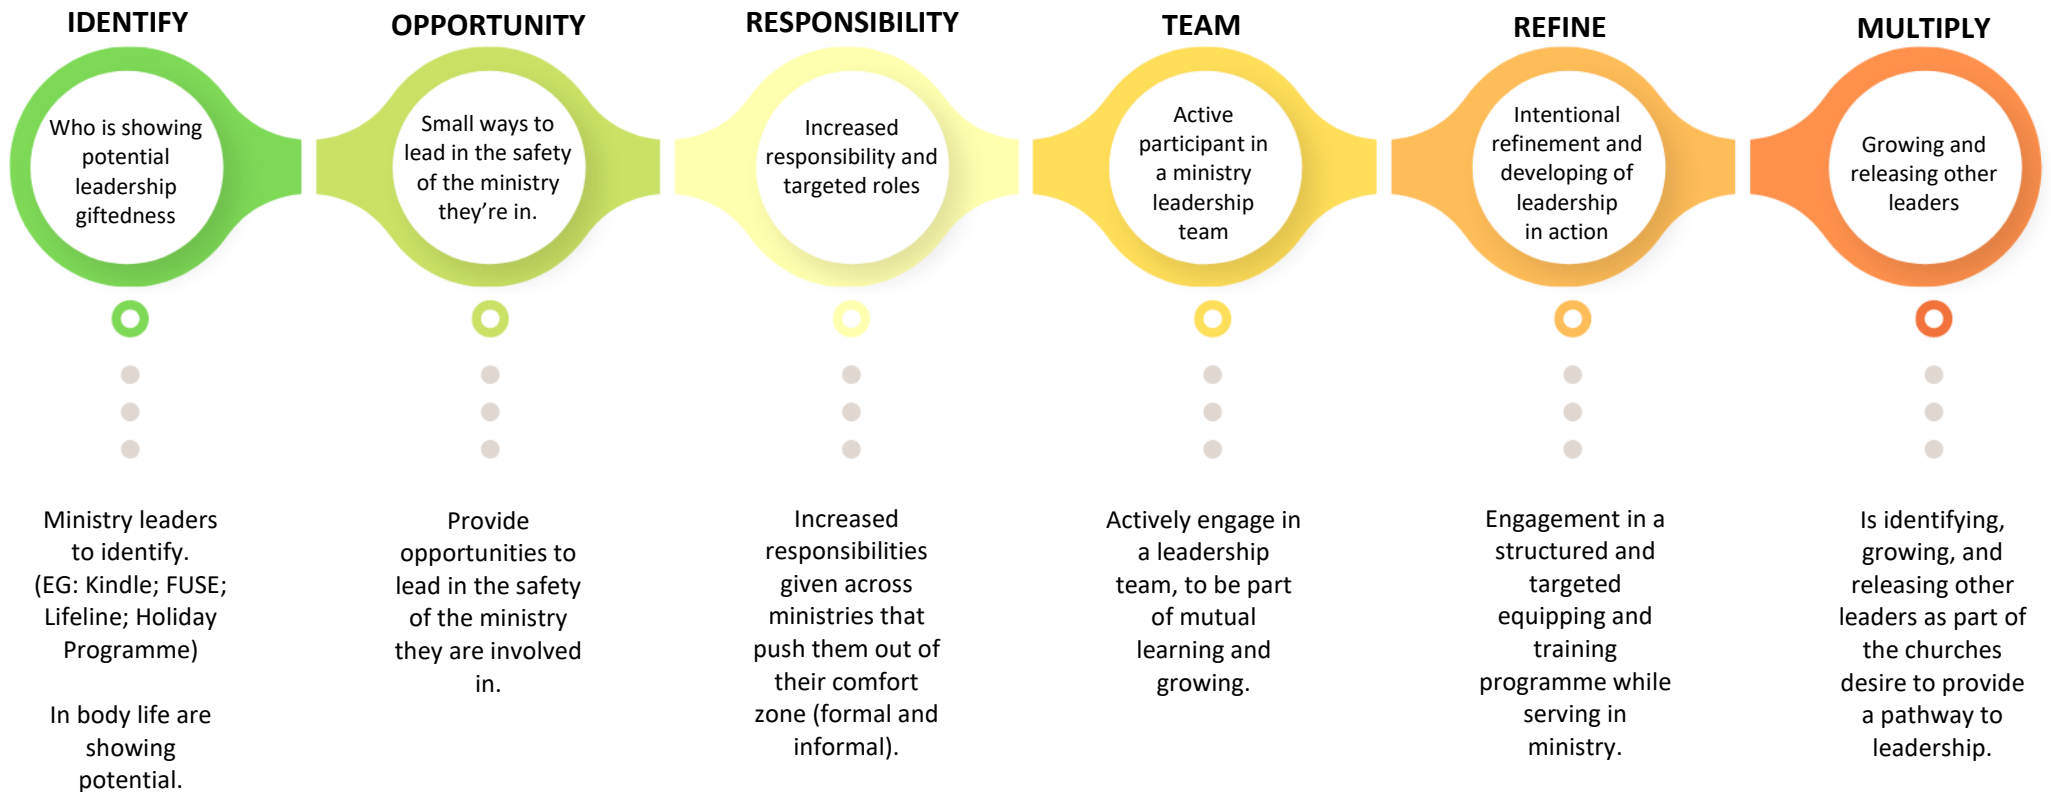 IDENTIFY
Who is showing
potential
leadership
giftedness
Ministry leaders
to identify.
(EG: Kindle; FUSE;
Lifeline; Holiday
Programme)
In body life are
showing
potential.
OPPORTUNITY
Small ways to
lead in the safety
of the ministry
they’re in.
Provide
opportunities to
lead in the safety
of the ministry
they are involved
in.
RESPONSIBILITY
Increased
responsibility and
targeted roles
Increased
responsibilities
given across
ministries that
push them out of
their comfort
zone (formal and
informal).
TEAM
Active
participant in
a ministry
leadership
team
Actively engage in
a leadership
team, to be part
of mutual
learning and
growing.
REFINE
Intentional
refinement and
developing of
leadership
in action
Engagement in a
structured and
targeted
equipping and
training
programme while
serving in
ministry.
MULTIPLY
Growing and
releasing other
leaders
Is identifying,
growing, and
releasing other
leaders as part of
the churches
desire to provide
a pathway to
leadership.